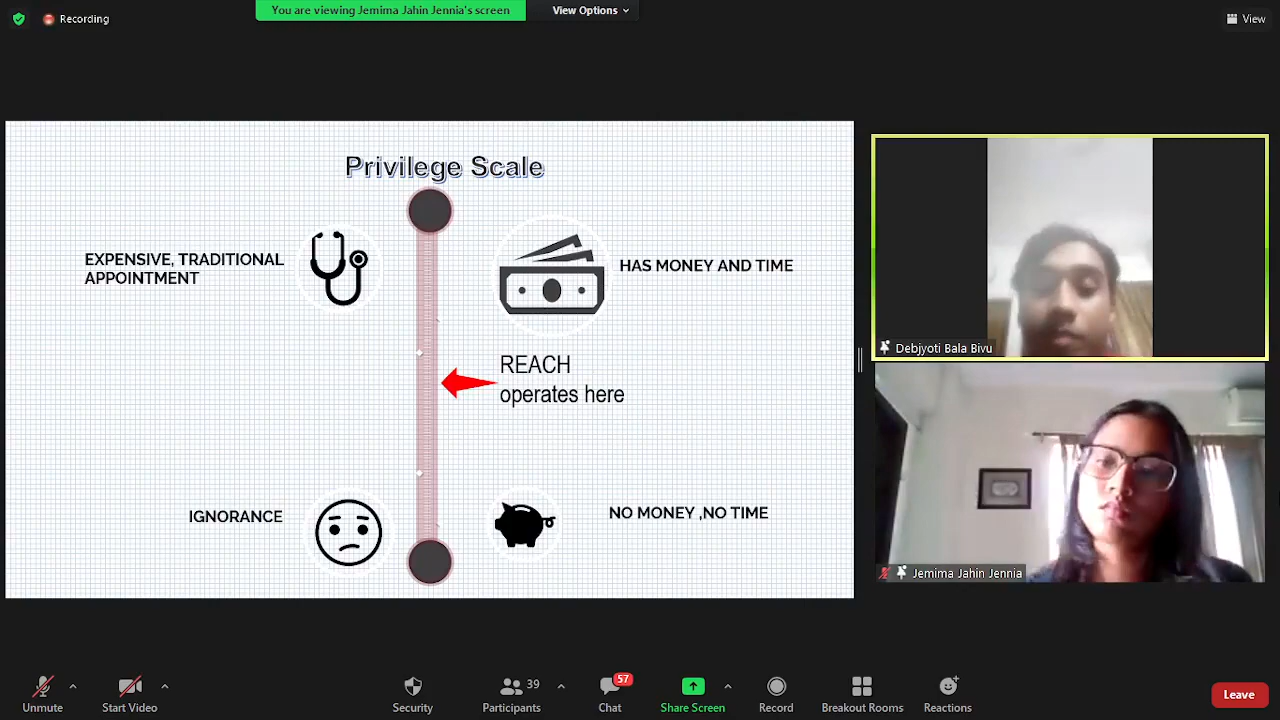 Recording
You are viewing Jemima Jahin Jennia's screen
View Options
View
Privilege Scale
EXPENSIVE, TRADITIONAL
APPOINTMENT
HAS MONEY AND TIME
REACH
operates here
IGNORANCE
NO MONEY ,NO TIME
Debjyoti Bala Bivu
Jemima Jahin Jennia
Unmute
Start Video
Security
39
Participants
57
Chat
Share Screen
Record
Breakout Rooms
Reactions
Leave